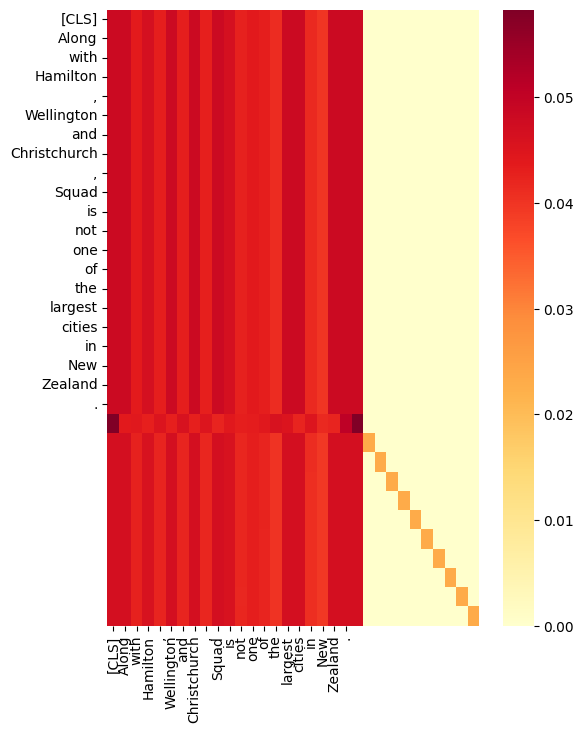 [CLS]
Along
with
Hamilton
,
Wellington
and
Christchurch
,
Squad
is
not
one
of
the
largest
cities
in
New
Zealand
.
0.05
0.04
0.03
0.02
0.01
0.00
[CLS]
Along
with
Hamilton
,
Wellington
and
Christchurch
,
Squad
is
not
one
of
the
largest
cities
in
New
Zealand
.